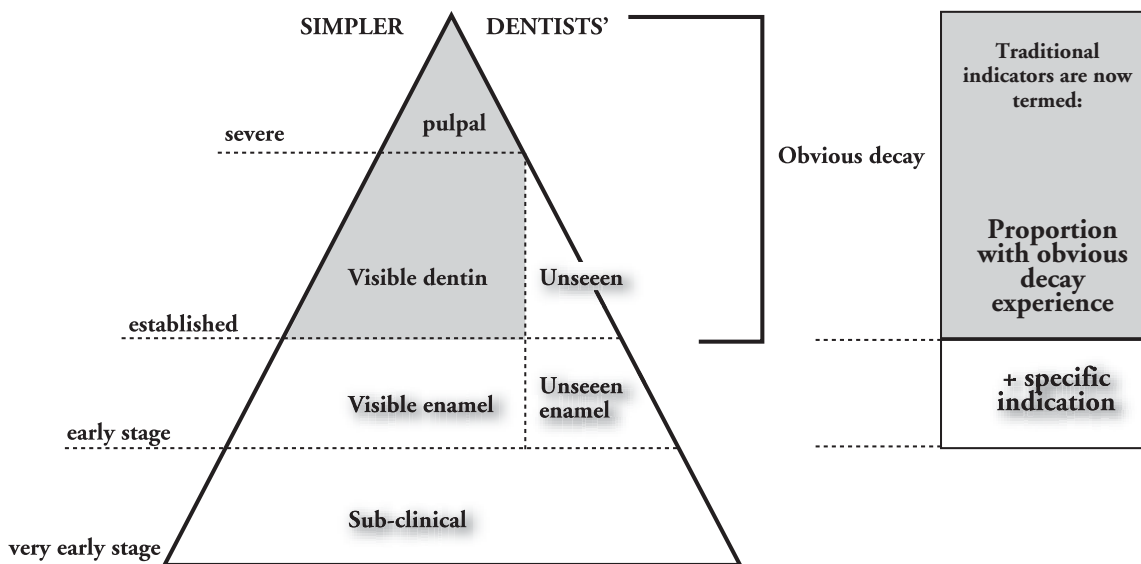 SIMPLER DENTISTS’
severe
pulpal
Obvious decay
Visible dentin
Unseeen
established
Visible enamel
Unseeen
enamel
early stage
Sub-clinical
very early stage
Traditional
indicators are now
termed:
Proportion
with obvious
decay
experience
+ specific
indication